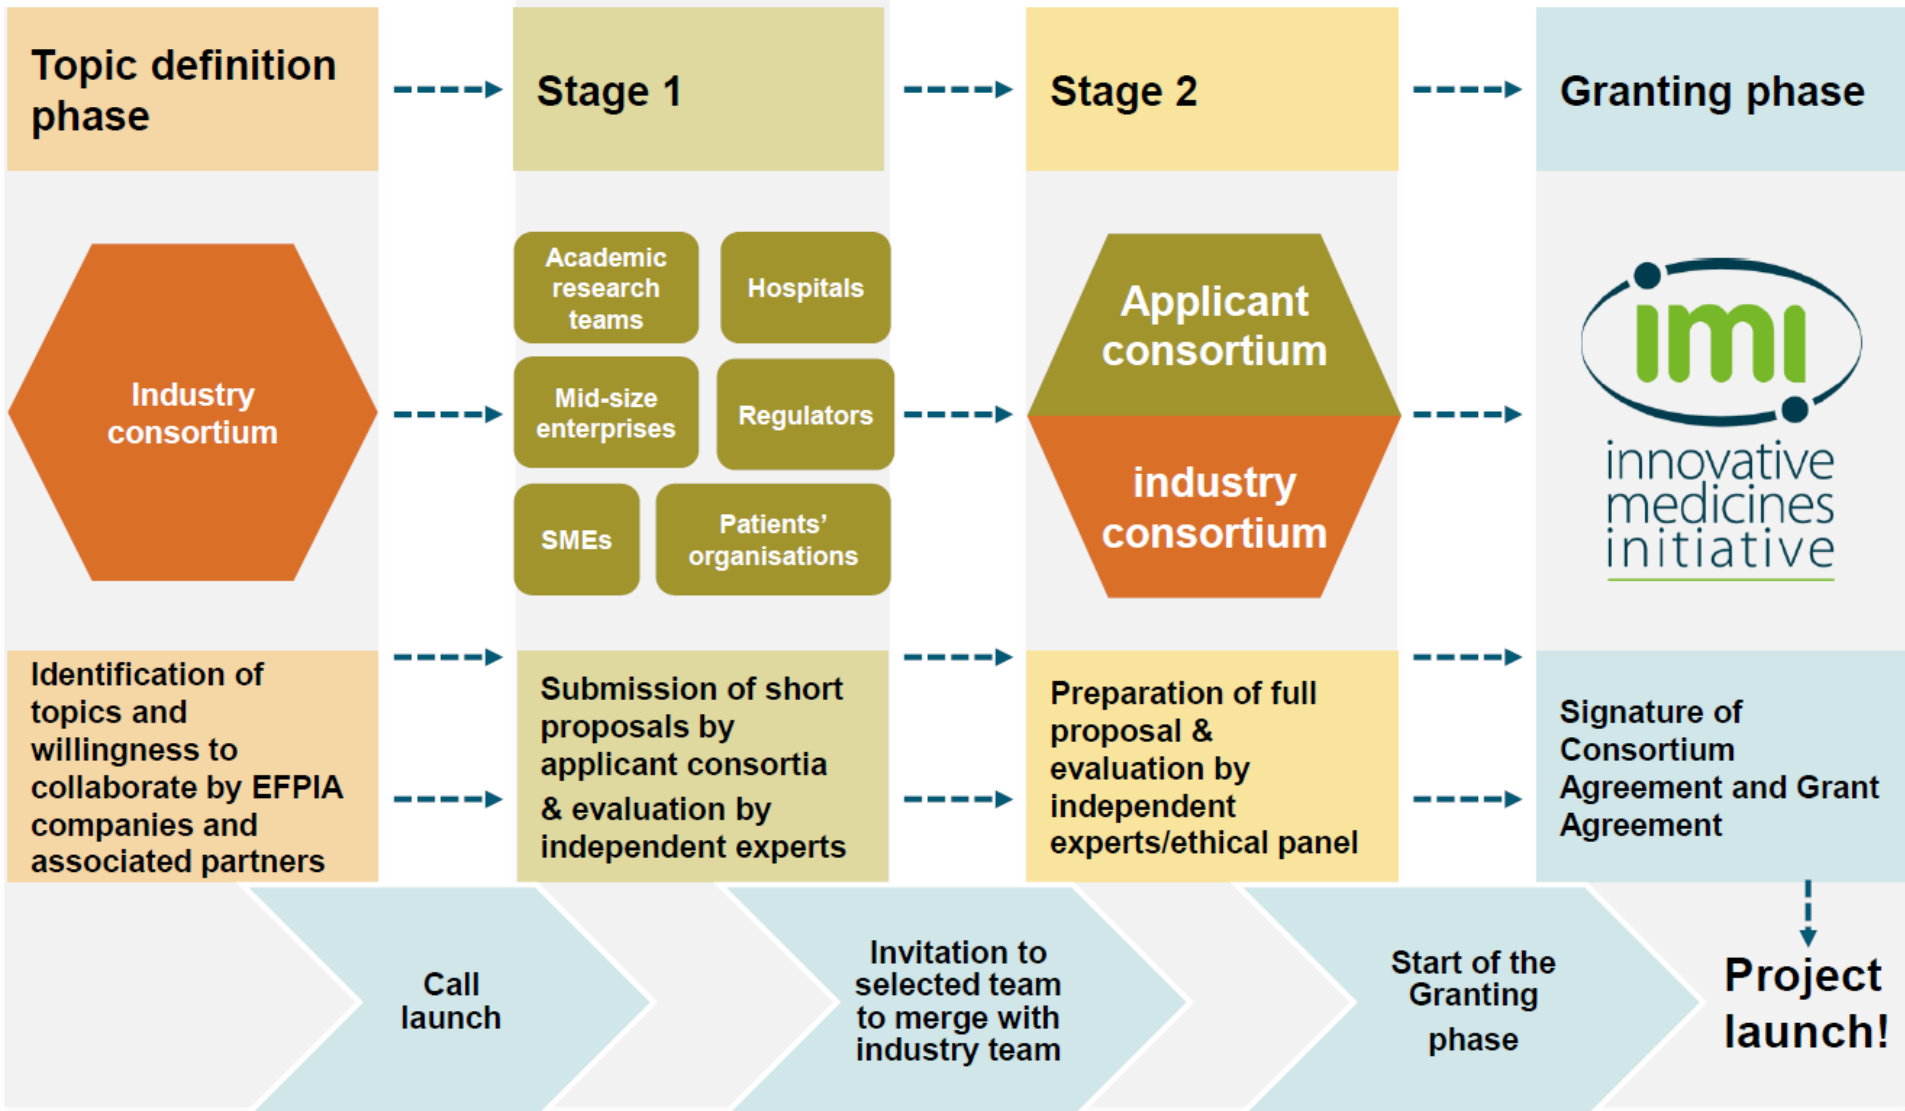 Topic definition
phase
Stage 1
Stage 2
Granting phase
Industry
consortium
Academic
research
teams
Hospitals
Mid-size
enterprises
Regulators
SMEs
Patients’
organisations
Applicant
consortium
industry
consortium
imi
innovative
medicines
initiative
Identification of
topics and
willingness to
collaborate by EFPIA
companies and
associated partners
Submission of short
proposals by
applicant consortia
& evaluation by
independent experts
Preparation of full
proposal &
evaluation by
independent
experts/ethical panel
Signature of
Consortium
Agreement and Grant
Agreement
Call
launch
Invitation to
selected team
to merge with
industry team
Start of the
Granting
phase
Project
launch!